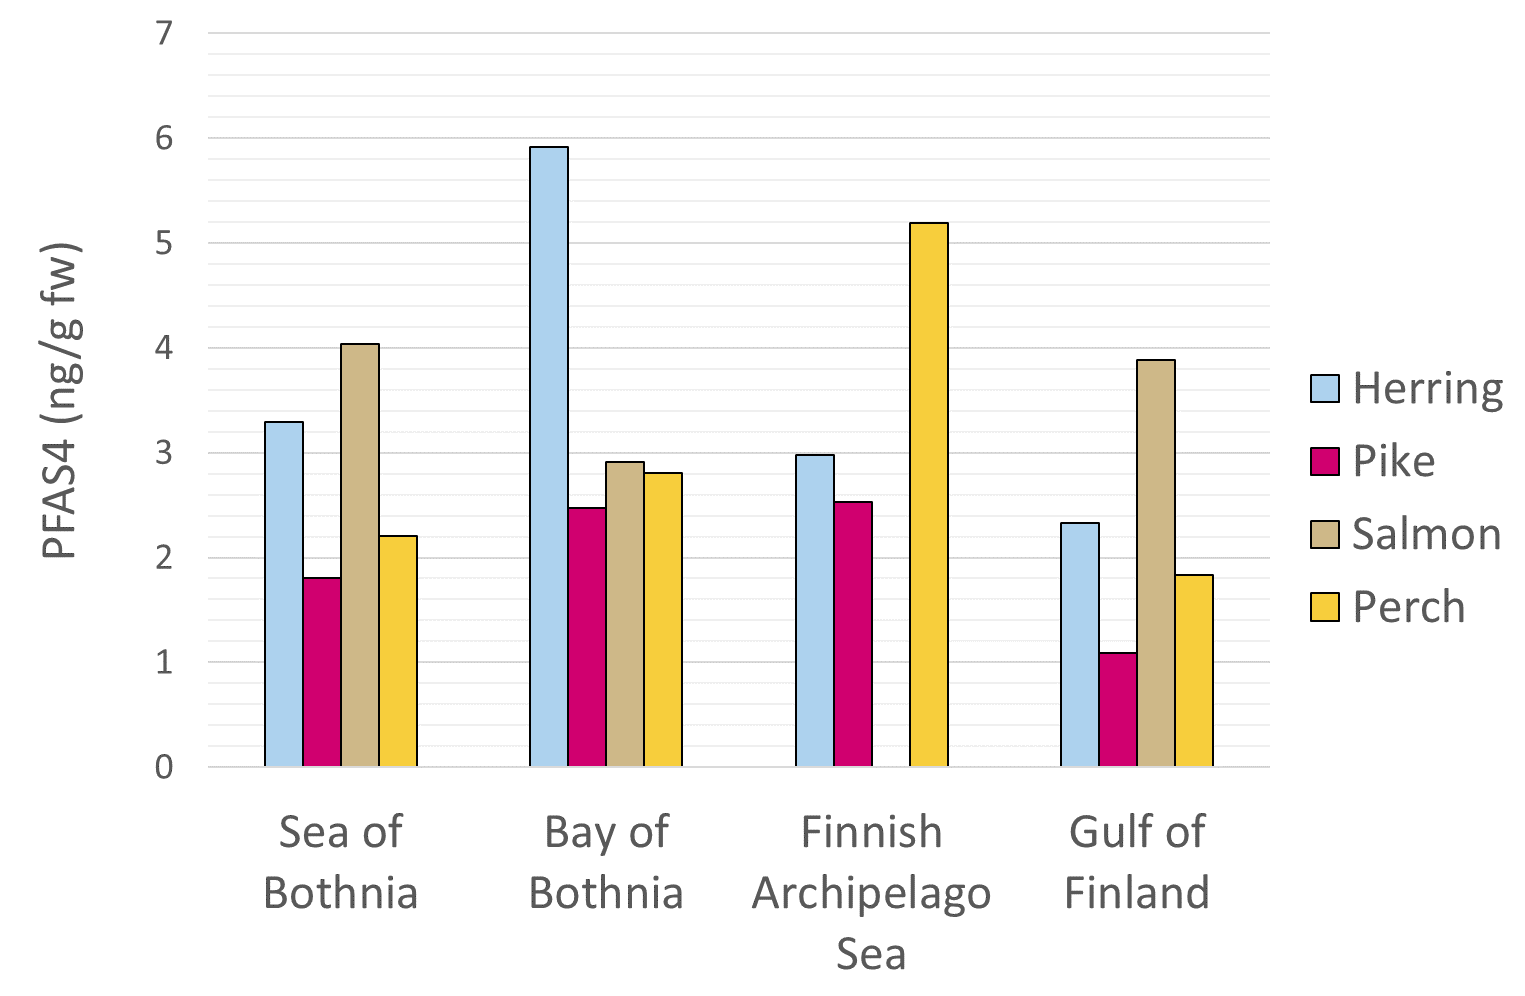 PFAS4 (ng/g fw)
7
6
5
4
3
2
1
0
Sea of
Bothnia
Bay of
Bothnia
Finnish
Archipelago
Sea
Gulf of
Finland
Herring
Pike
Salmon
Perch